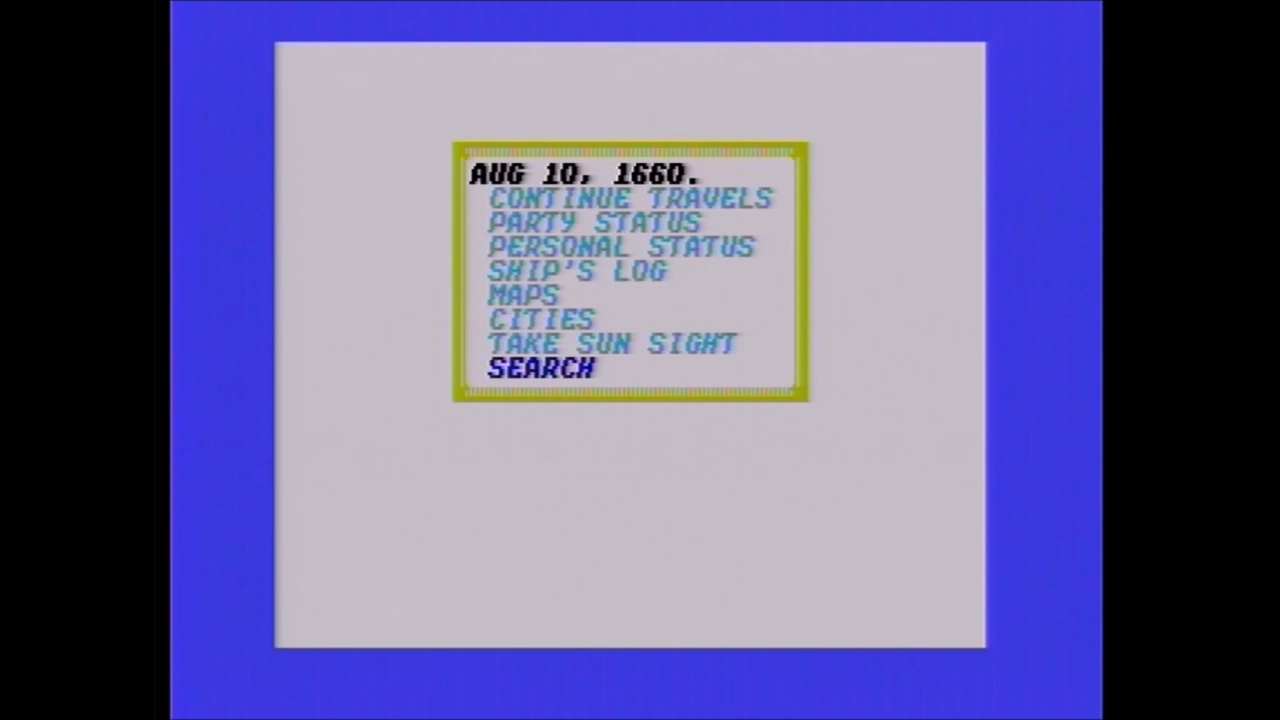 AUG 10, 1660.
CONTINUE TRAVELS
PARTY STATUS
PERSONAL STATUS
SHIP'S LOG
MAPS
CITIES
TAKE SUN SIGHT
SEARCH